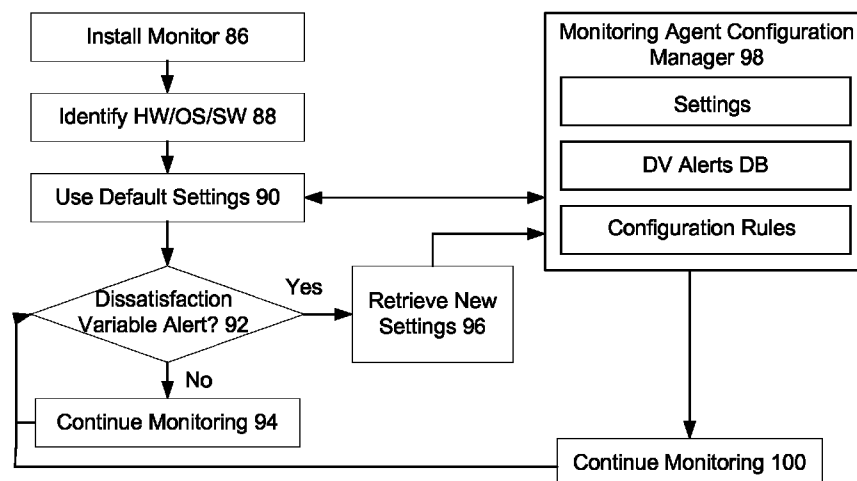 Install Monitor 86
Identify HW/OS/SW 88
Use Default Settings 90
Dissatisfaction
Variable Alert? 92
Yes
No
Continue Monitoring 94
Retrieve New
Settings 96
Monitoring Agent Configuration
Manager 98
Settings
DV Alerts DB
Configuration Rules
Continue Monitoring 100